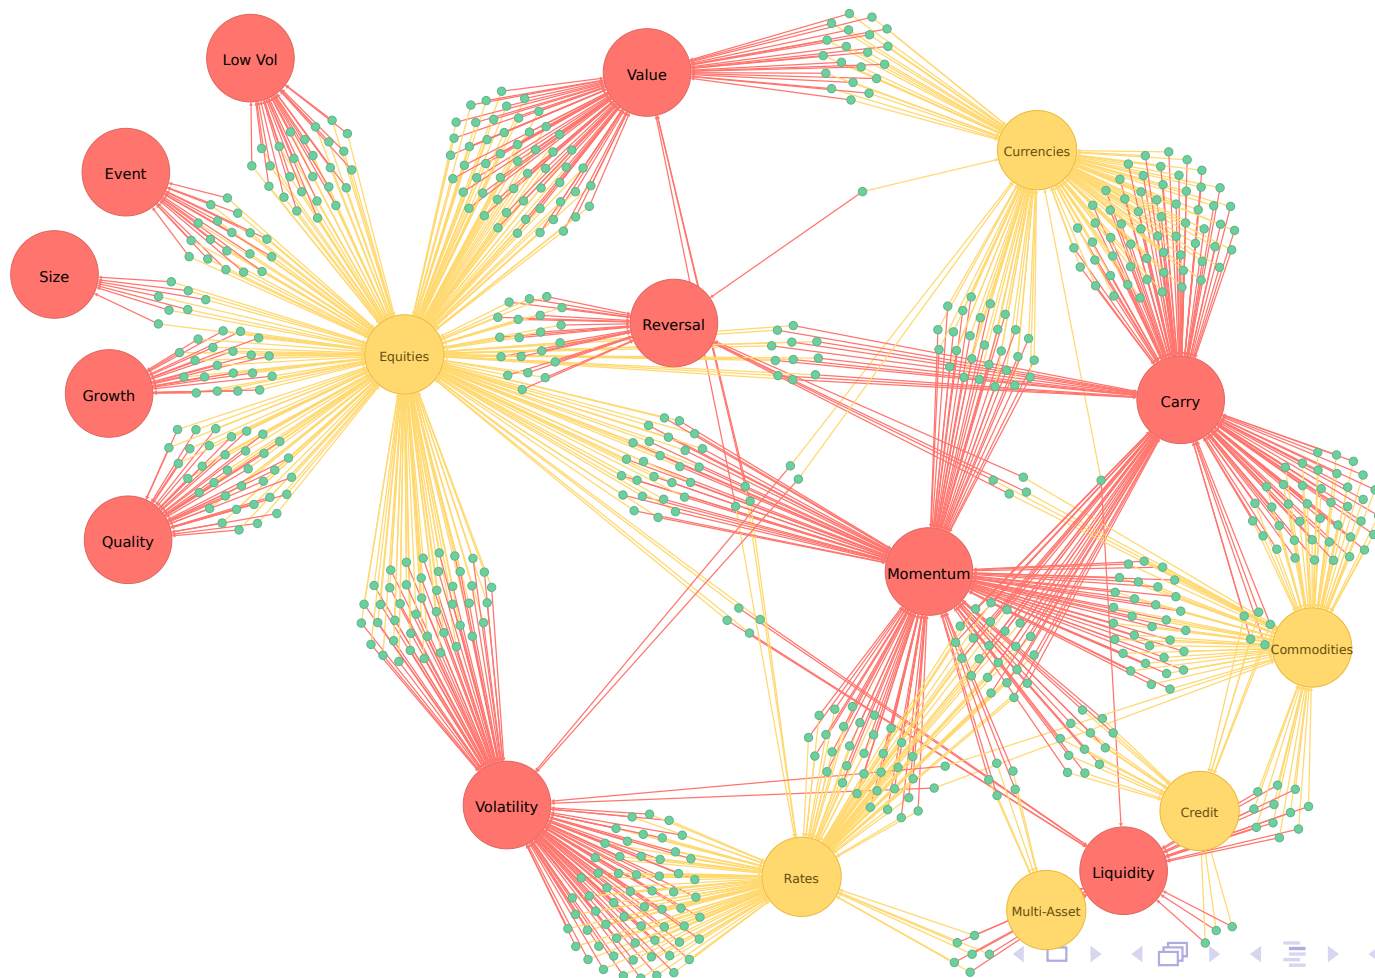 Low Vol
Value
Currencies
Event
Size
Reversal
Equities
Growth
Carry
Quality
Momentum
Commodities
Volatility
Credit
Liquidity
Rates
Multi-Asset